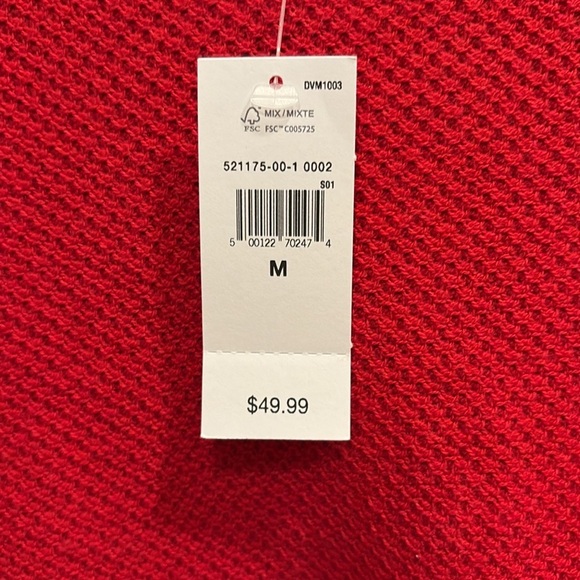 DVM1003
MIX/MIXTE
FSC FSC™ C005725
521175-00-1 0002
S01
5 00122 70247 4
M
$49.99